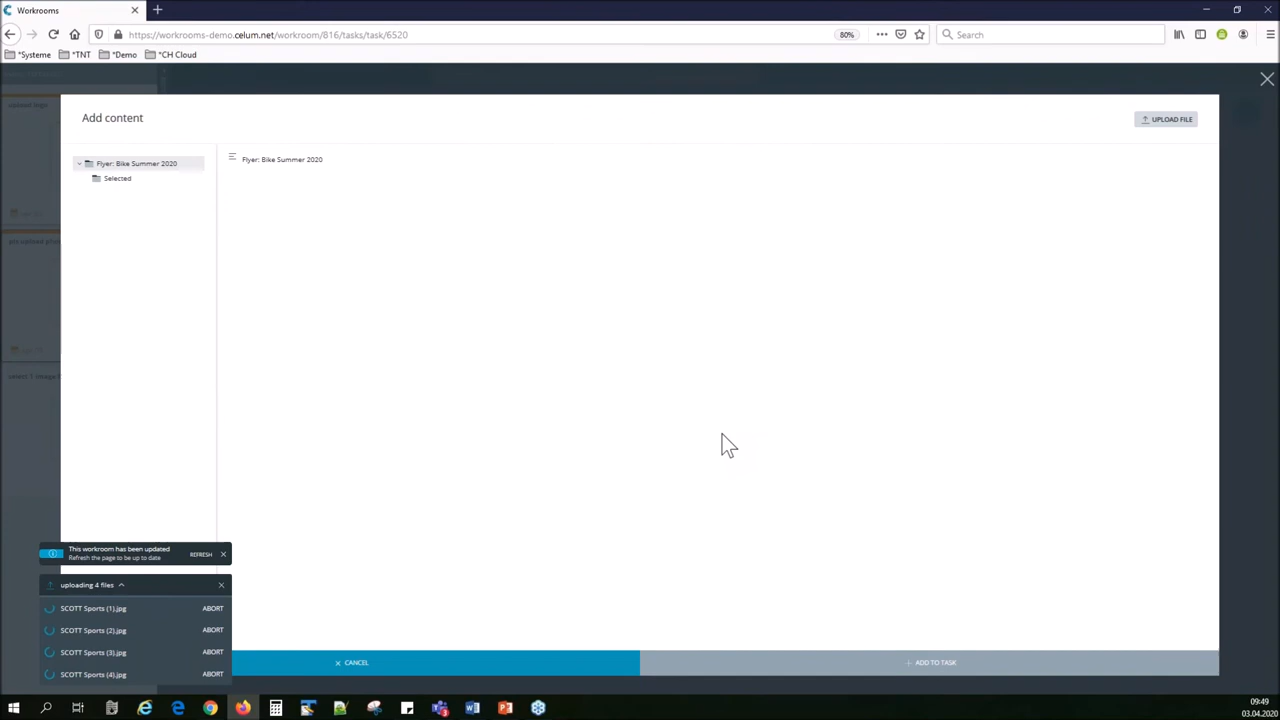 Workrooms
https://workrooms-demo.celum.net/workroom/816/tasks/task/6520
80%
Search
*Systeme
*TNT
*Demo
*CH Cloud
Add content
UPLOAD FILE
Flyer: Bike Summer 2020
Selected
Flyer: Bike Summer 2020
This workroom has been updated
Refresh the page to be up to date
REFRESH
uploading 4 files
SCOTT Sports (1).jpg ABORT
SCOTT Sports (2).jpg ABORT
SCOTT Sports (3).jpg ABORT
SCOTT Sports (4).jpg ABORT
CANCEL
ADD TO TASK
09:49
03.04.2020